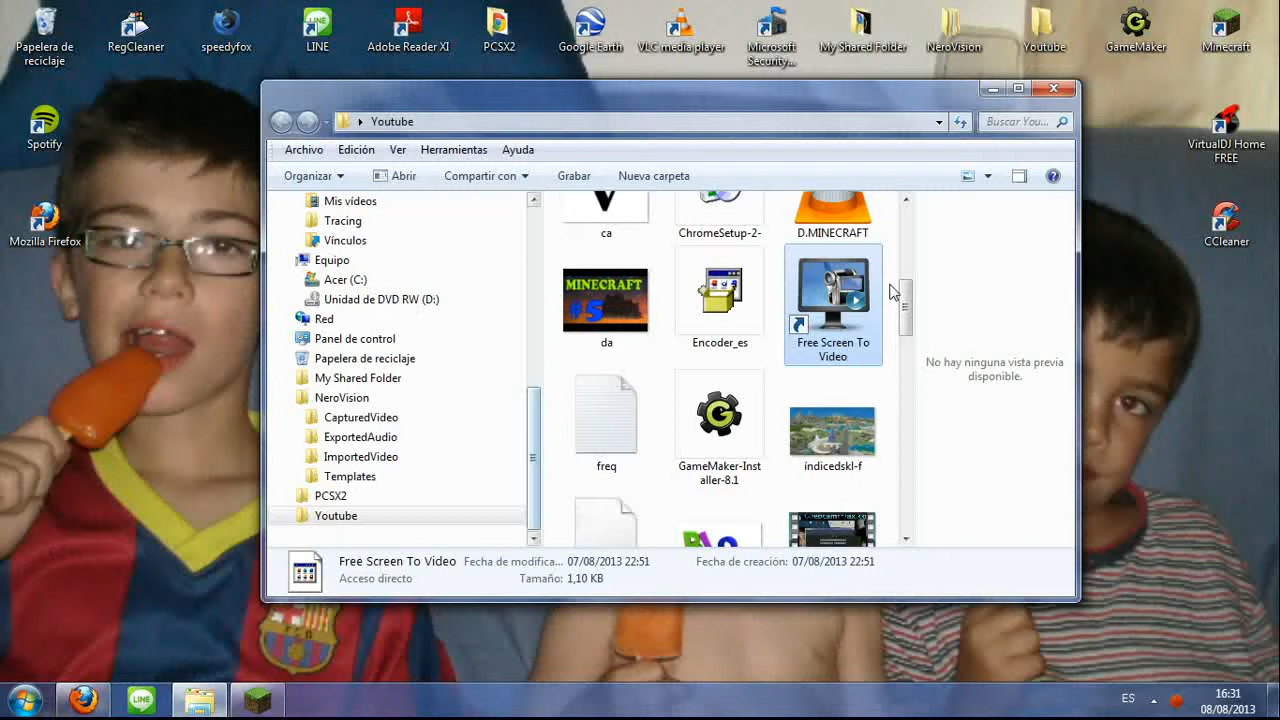 Papelera de
reciclaje
RegCleaner
speedyfox
LINE
Adobe Reader XI
PCSX2
Google Earth
VLC media player
Microsoft
Security...
My Shared Folder
NeroVision
Youtube
GameMaker
Minecraft
Spotify
Mozilla Firefox
VirtualDJ Home
FREE
CCleaner
Youtube
Buscar You...
Archivo
Edición
Ver
Herramientas
Ayuda
Organizar
Abrir
Compartir con
Grabar
Nueva carpeta
Mis vídeos
Tracing
Vínculos
Equipo
Acer (C:)
Unidad de DVD RW (D:)
Red
Panel de control
Papelera de reciclaje
My Shared Folder
NeroVision
CapturedVideo
ExportedAudio
ImportedVideo
Templates
PCSX2
Youtube
ca
ChromeSetup-2-
D.MINECRAFT
MINECRAFT
#5
da
Encoder_es
Free Screen To
Video
freq
GameMaker-Inst
aller-8.1
índicedskl-f
No hay ninguna vista previa
disponible.
Free Screen To Video
Fecha de modifica... 07/08/2013 22:51
Fecha de creación: 07/08/2013 22:51
Acceso directo
Tamaño: 1,10 KB
LINE
ES
16:31
08/08/2013